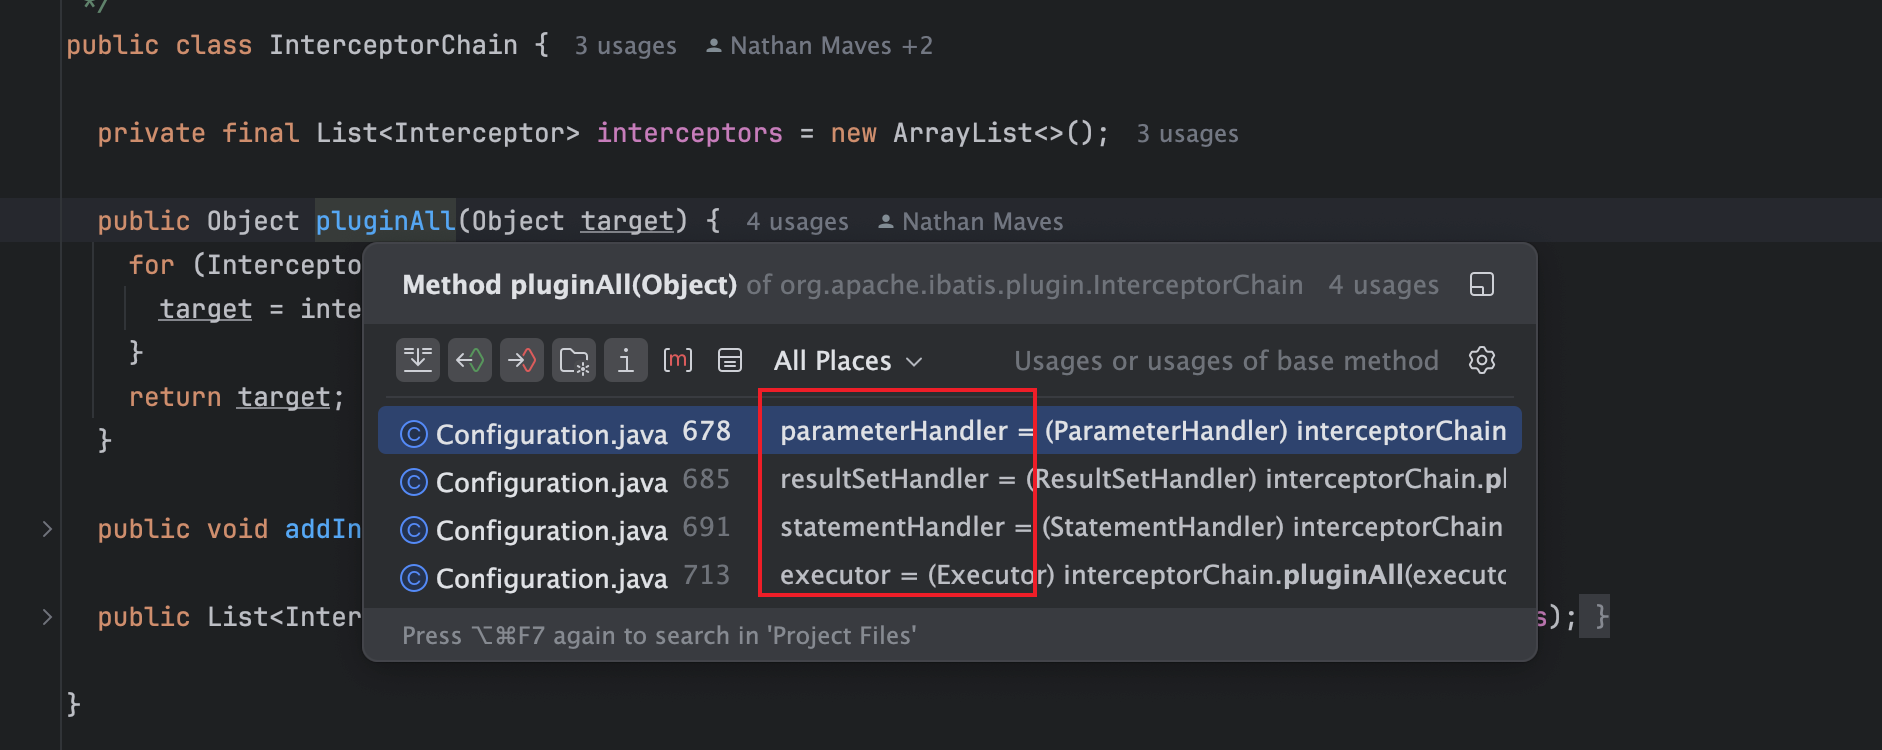 */
public class InterceptorChain { 3 usages Nathan Maves +2
private final List<Interceptor> interceptors = new ArrayList<>(); 3 usages
public Object pluginAll(Object target) { 4 usages Nathan Maves
for (Intercepto
Method pluginAll(Object) of org.apache.ibatis.plugin.InterceptorChain 4 usages
target = inte
}
[m] All Places Usages or usages of base method
return target;
Configuration.java 678 parameterHandler = (ParameterHandler) interceptorChain
}
Configuration.java 685 resultSetHandler = (ResultSetHandler) interceptorChain.pl
public void addIn
Configuration.java 691 statementHandler = (StatementHandler) interceptorChain
Configuration.java 713 executor = (Executor) interceptorChain.pluginAll(executo
public List<Inter
s); }
Press ⌥⌘F7 again to search in 'Project Files'
}